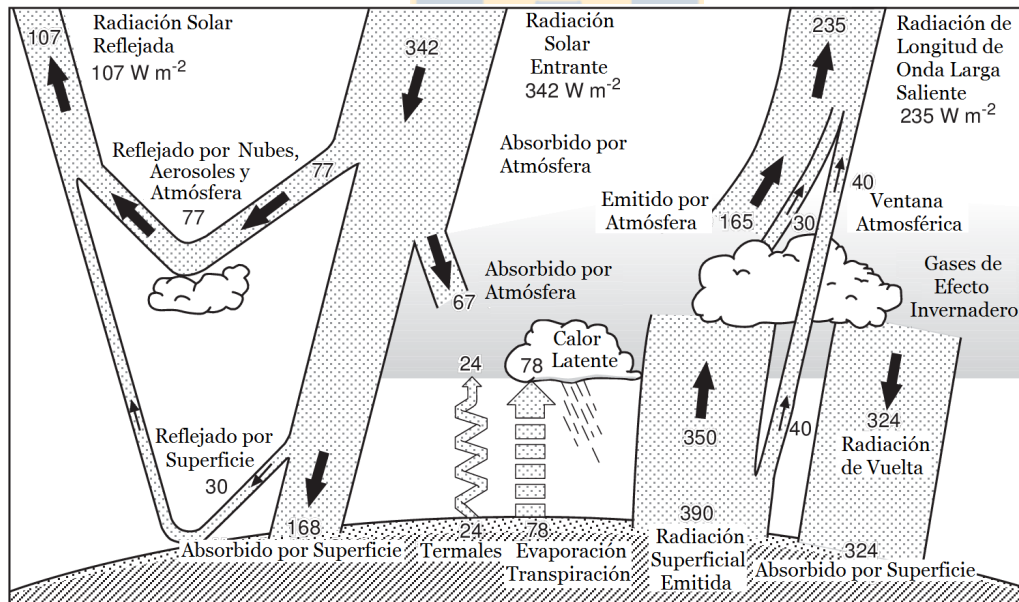 107
Radiación Solar
Reflejada
107 W m-2
342
Radiación
Solar
Entrante
342 W m-2
235
Radiación de
Longitud de
Onda Larga
Saliente
235 W m-2
Reflejado por Nubes,
Aerosoles y
Atmósfera
77
77
Absorbido por
Atmósfera
Emitido por
Atmósfera
165
30
40
Ventana
Atmosférica
Absorbido por
Atmósfera
67
Gases de
Efecto
Invernadero
24
78
Calor
Latente
350
40
324
Radiación
de Vuelta
Reflejado por
Superficie
30
168
Absorbido por Superficie
24
Termales
78
Evaporación
Transpiración
390
Radiación
Superficial
Emitida
324
Absorbido por Superficie